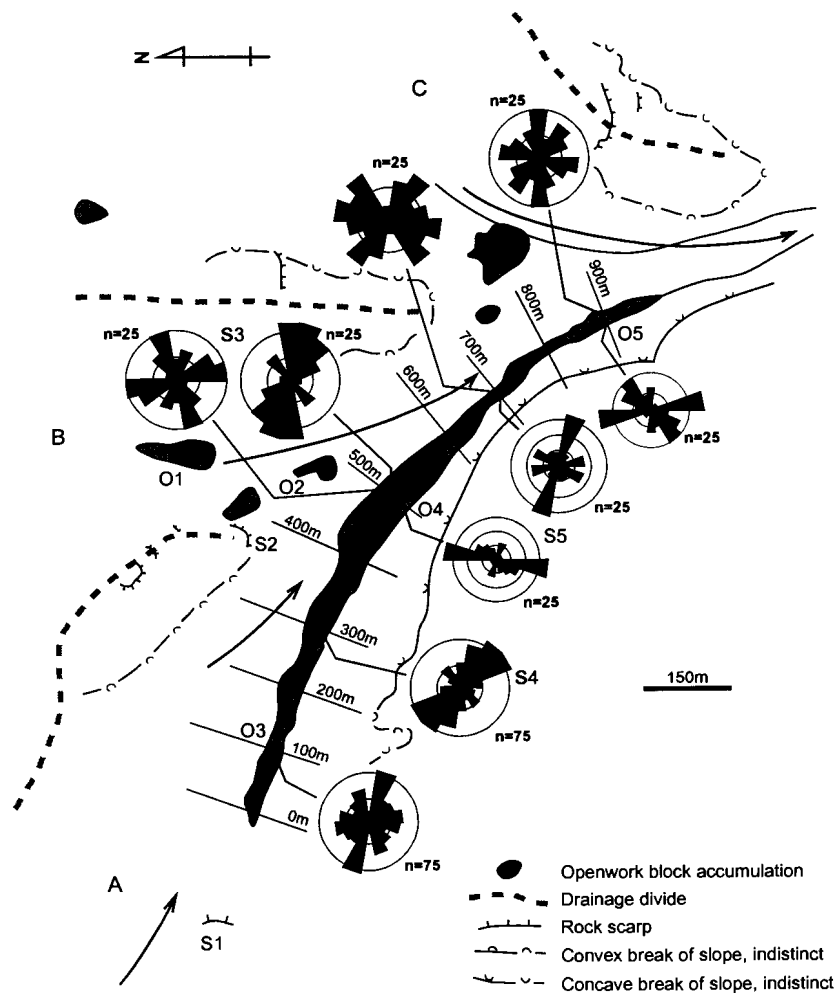 N
C
n=25
n=25
900m
800m
n=25
S3
n=25
700m
O5
600m
B
O1
n=25
O2
500m
O4
n=25
S5
400m
S2
n=25
300m
150m
S4
200m
n=75
O3
100m
0m
n=75
A
S1
Openwork block accumulation
Drainage divide
Rock scarp
Convex break of slope, indistinct
Concave break of slope, indistinct